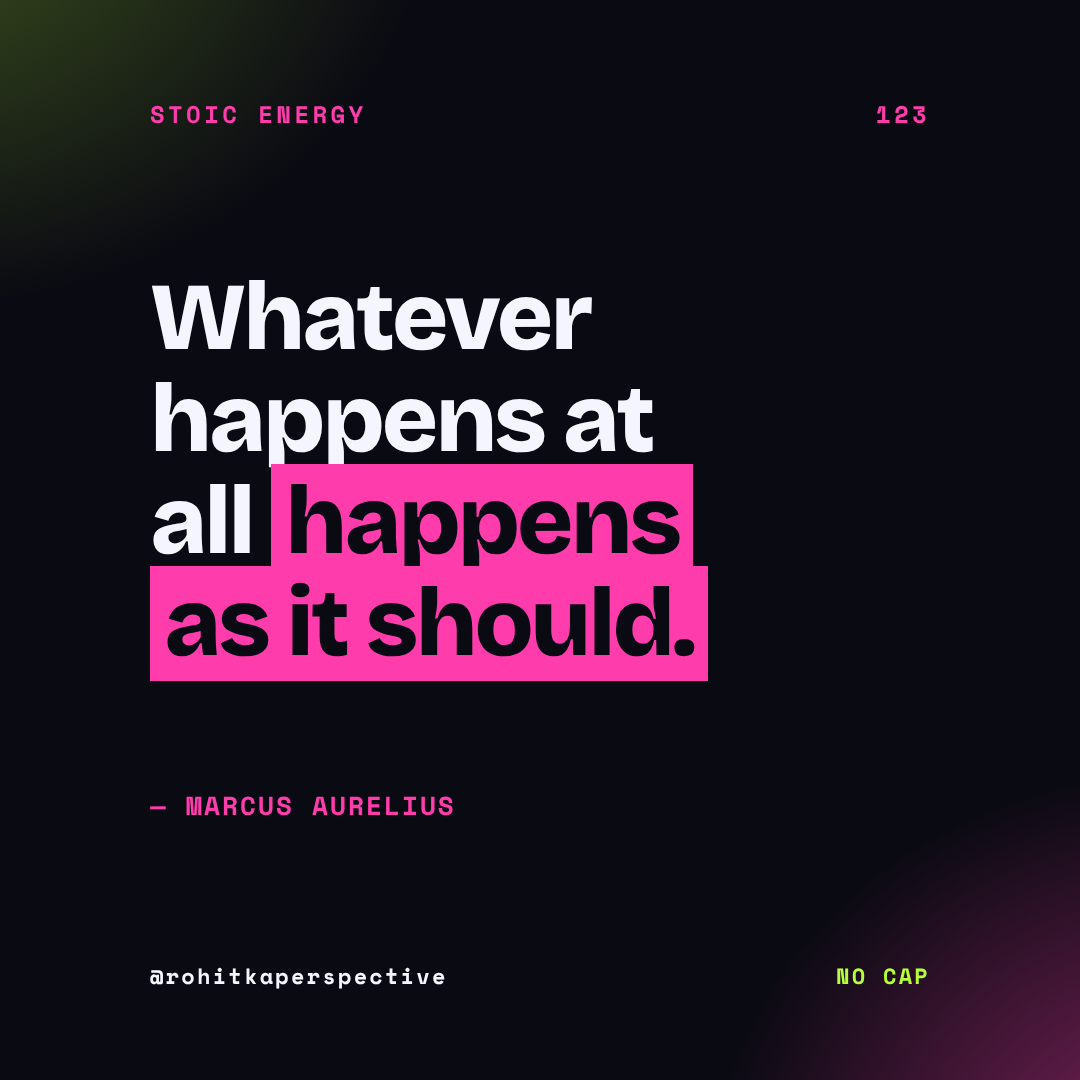 STOIC ENERGY
123
Whatever
happens at
all happens
as it should.
— MARCUS AURELIUS
@rohitkaperspective
NO CAP